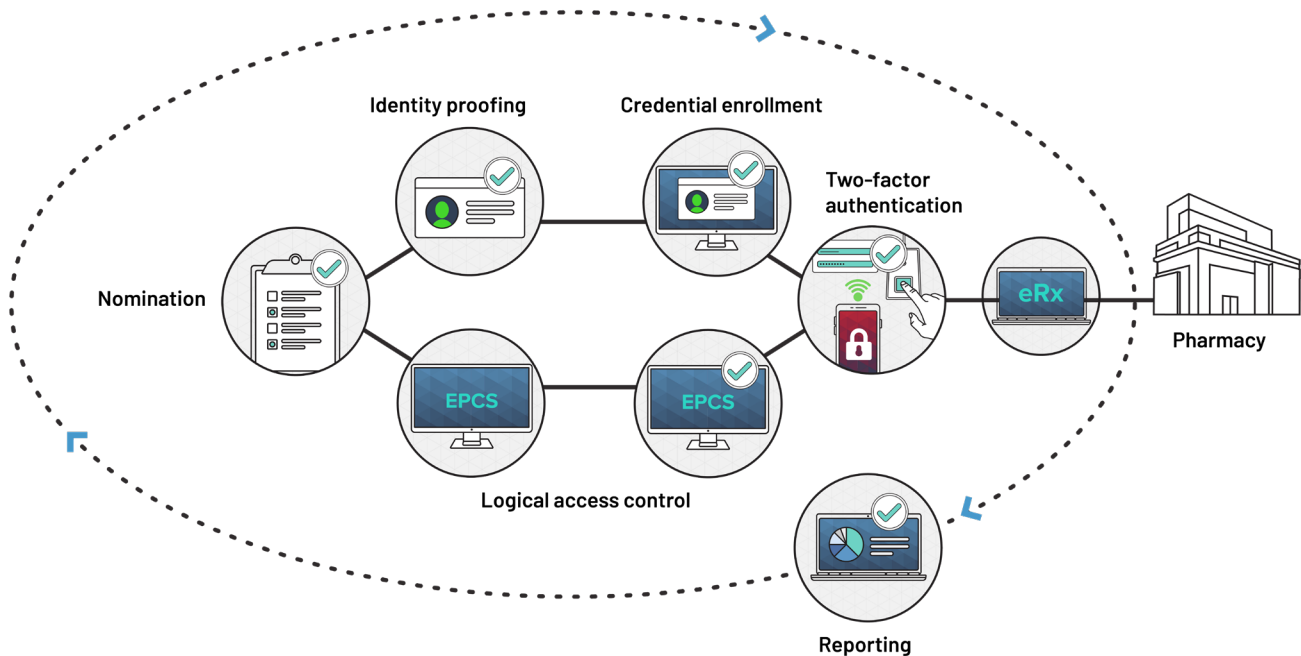 Identity proofing
Credential enrollment
Two-factor
authentication
Nomination
eRx
Pharmacy
EPCS
EPCS
Logical access control
Reporting